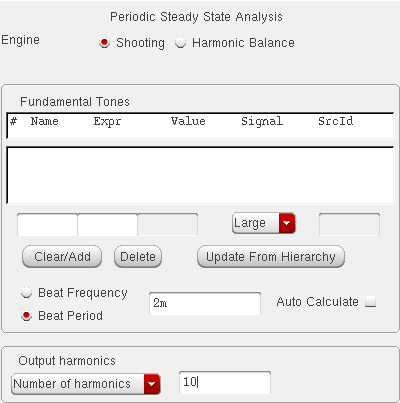 Periodic Steady State Analysis
Engine Shooting Harmonic Balance
Fundamental Tones
# Name Expr Value Signal SrcId
Large
Clear/Add Delete Update From Hierarchy
Beat Frequency
2m Auto Calculate
Beat Period
Output harmonics
Number of harmonics 10